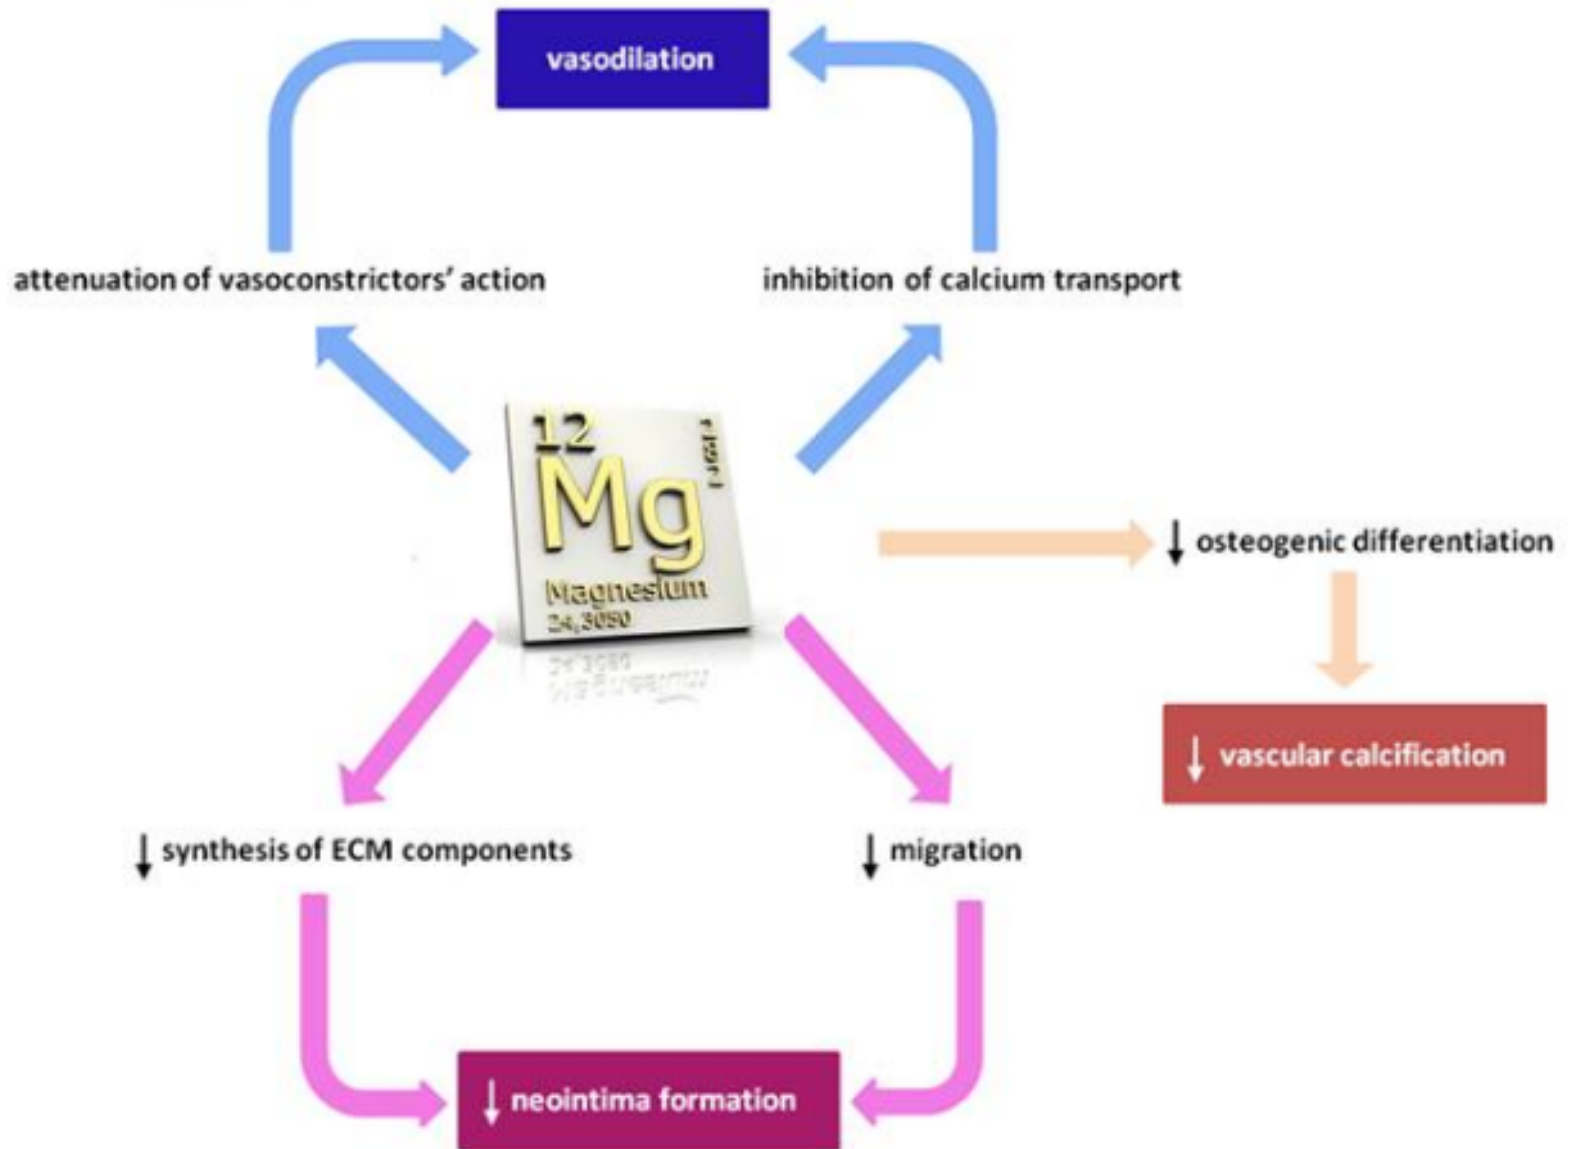 vasodilation
attenuation of vasoconstrictors' action
inhibition of calcium transport
12
Mg
Magnesium
24,3050
↓ osteogenic differentiation
↓ vascular calcification
↓ synthesis of ECM components
↓ migration
↓ neointima formation